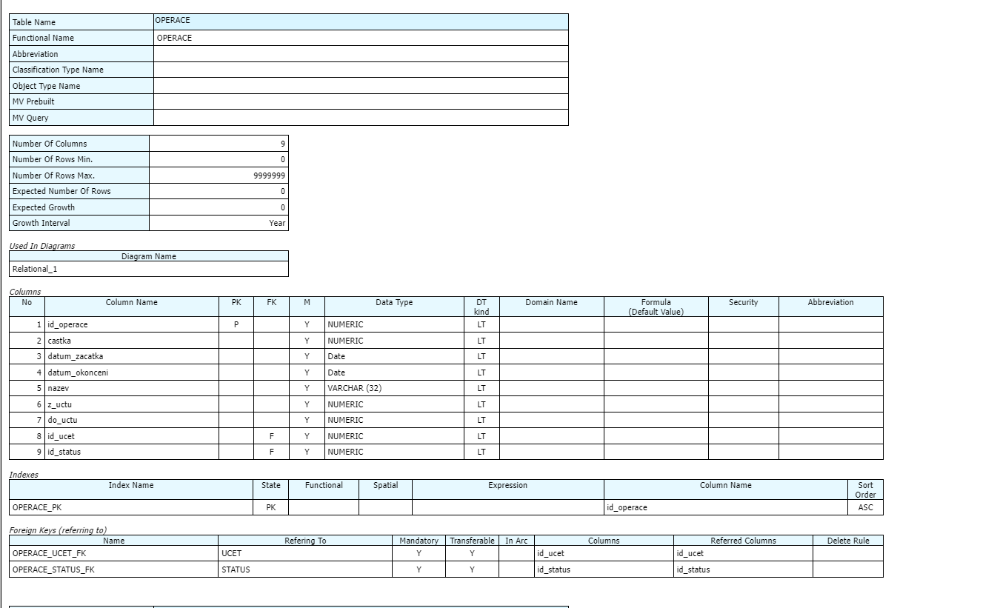 Table Name OPERACE
Functional Name OPERACE
Abbreviation
Classification Type Name
Object Type Name
MV Prebuilt
MV Query
Number Of Columns 9
Number Of Rows Min. 0
Number Of Rows Max. 9999999
Expected Number Of Rows 0
Expected Growth 0
Growth Interval Year
Used In Diagrams
Diagram Name
Relational_1
Columns
No Column Name PK FK M Data Type DT kind Domain Name Formula (Default Value) Security Abbreviation
1 id_operace P Y NUMERIC LT
2 castka Y NUMERIC LT
3 datum_zacatka Y Date LT
4 datum_okonceni Y Date LT
5 nazev Y VARCHAR (32) LT
6 z_uctu Y NUMERIC LT
7 do_uctu Y NUMERIC LT
8 id_ucet F Y NUMERIC LT
9 id_status F Y NUMERIC LT
Indexes
Index Name State Functional Spatial Expression Column Name Sort Order
OPERACE_PK PK id_operace ASC
Foreign Keys (referring to)
Name Refering To Mandatory Transferable In Arc Columns Referred Columns Delete Rule
OPERACE_UCET_FK UCET Y Y id_ucet id_ucet
OPERACE_STATUS_FK STATUS Y Y id_status id_status